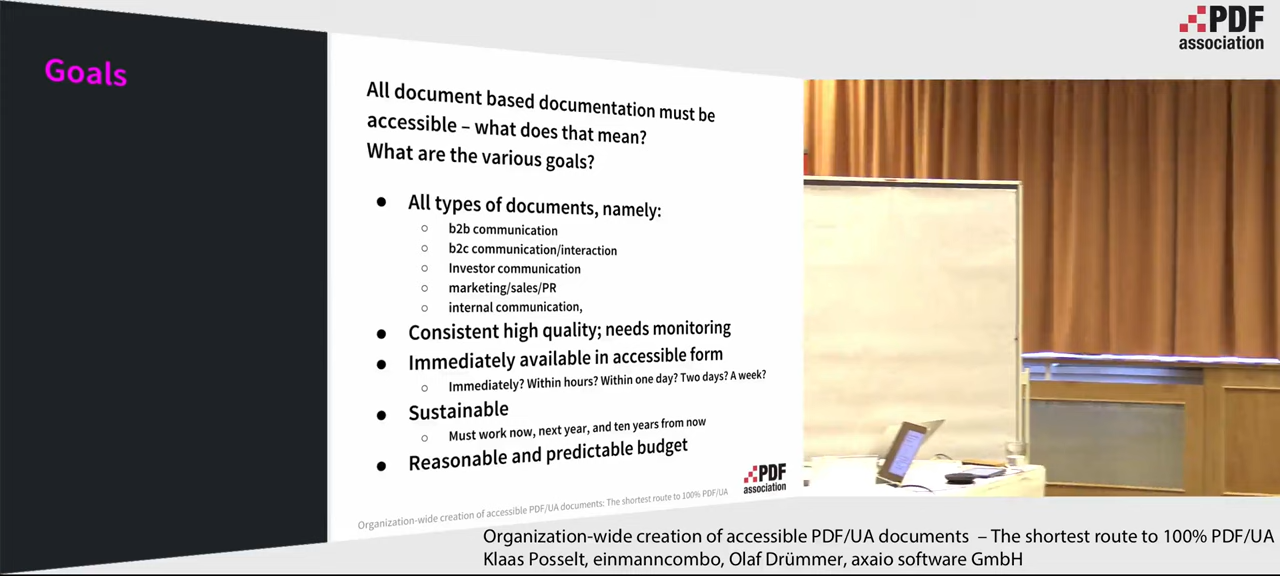 PDF
association
Goals
All document based documentation must be
accessible – what does that mean?
What are the various goals?
● All types of documents, namely:
○ b2b communication
○ b2c communication/interaction
○ Investor communication
○ marketing/sales/PR
○ internal communication,
● Consistent high quality; needs monitoring
● Immediately available in accessible form
○ Immediately? Within hours? Within one day? Two days? A week?
● Sustainable
○ Must work now, next year, and ten years from now
● Reasonable and predictable budget
PDF
association
Organization-wide creation of accessible PDF/UA documents: The shortest route to 100% PDF/UA
Organization-wide creation of accessible PDF/UA documents – The shortest route to 100% PDF/UA
Klaas Posselt, einmanncombo, Olaf Drümmer, axaio software GmbH